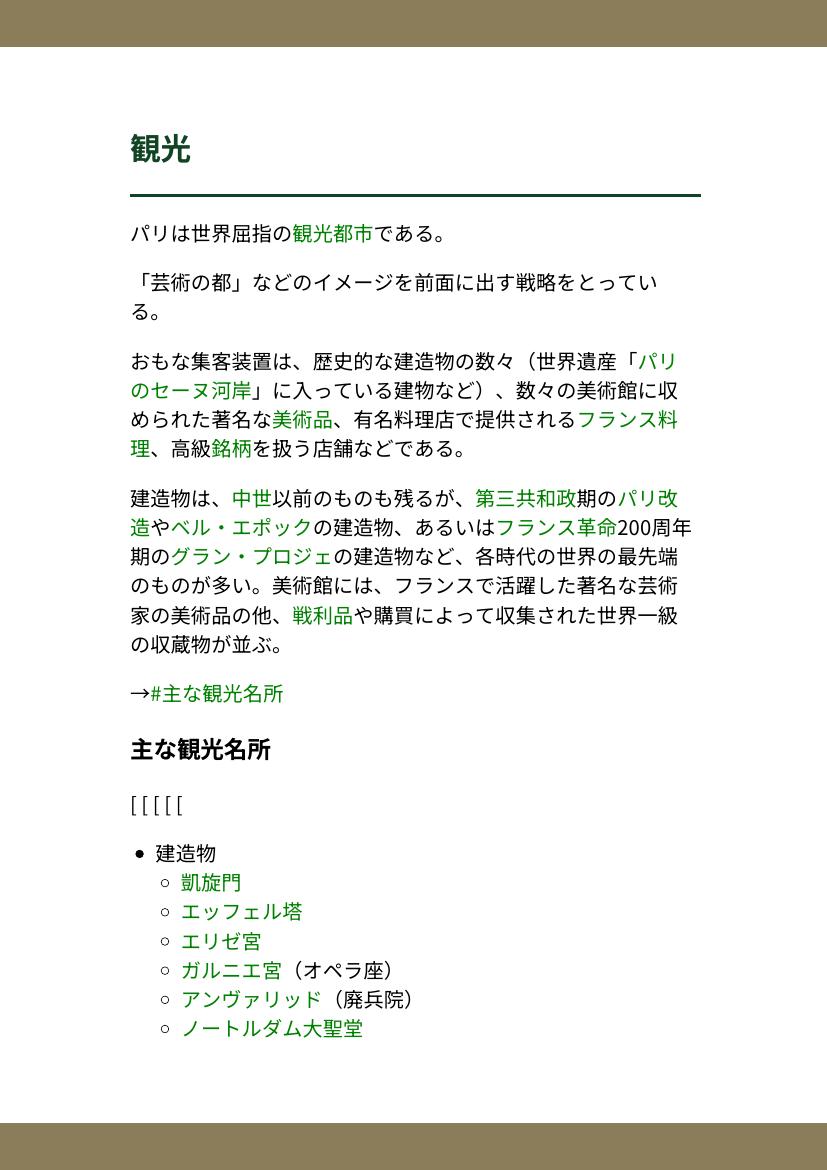 観光
パリは世界屈指の観光都市である。
「芸術の都」などのイメージを前面に出す戦略をとってい
る。
おもな集客装置は、歴史的な建造物の数々（世界遺産「パリ
のセーヌ河岸」に入っている建物など）、数々の美術館に収
められた著名な美術品、有名料理店で提供されるフランス料
理、高級銘柄を扱う店舗などである。
建造物は、中世以前のものも残るが、第三共和政期のパリ改
造やベル・エポックの建造物、あるいはフランス革命200周年
期のグラン・プロジェの建造物など、各時代の世界の最先端
のものが多い。美術館には、フランスで活躍した著名な芸術
家の美術品の他、戦利品や購買によって収集された世界一級
の収蔵物が並ぶ。
→#主な観光名所
主な観光名所
[ [ [ [ [
• 建造物
◦ 凱旋門
◦ エッフェル塔
◦ エリゼ宮
◦ ガルニエ宮（オペラ座）
◦ アンヴァリッド（廃兵院）
◦ ノートルダム大聖堂